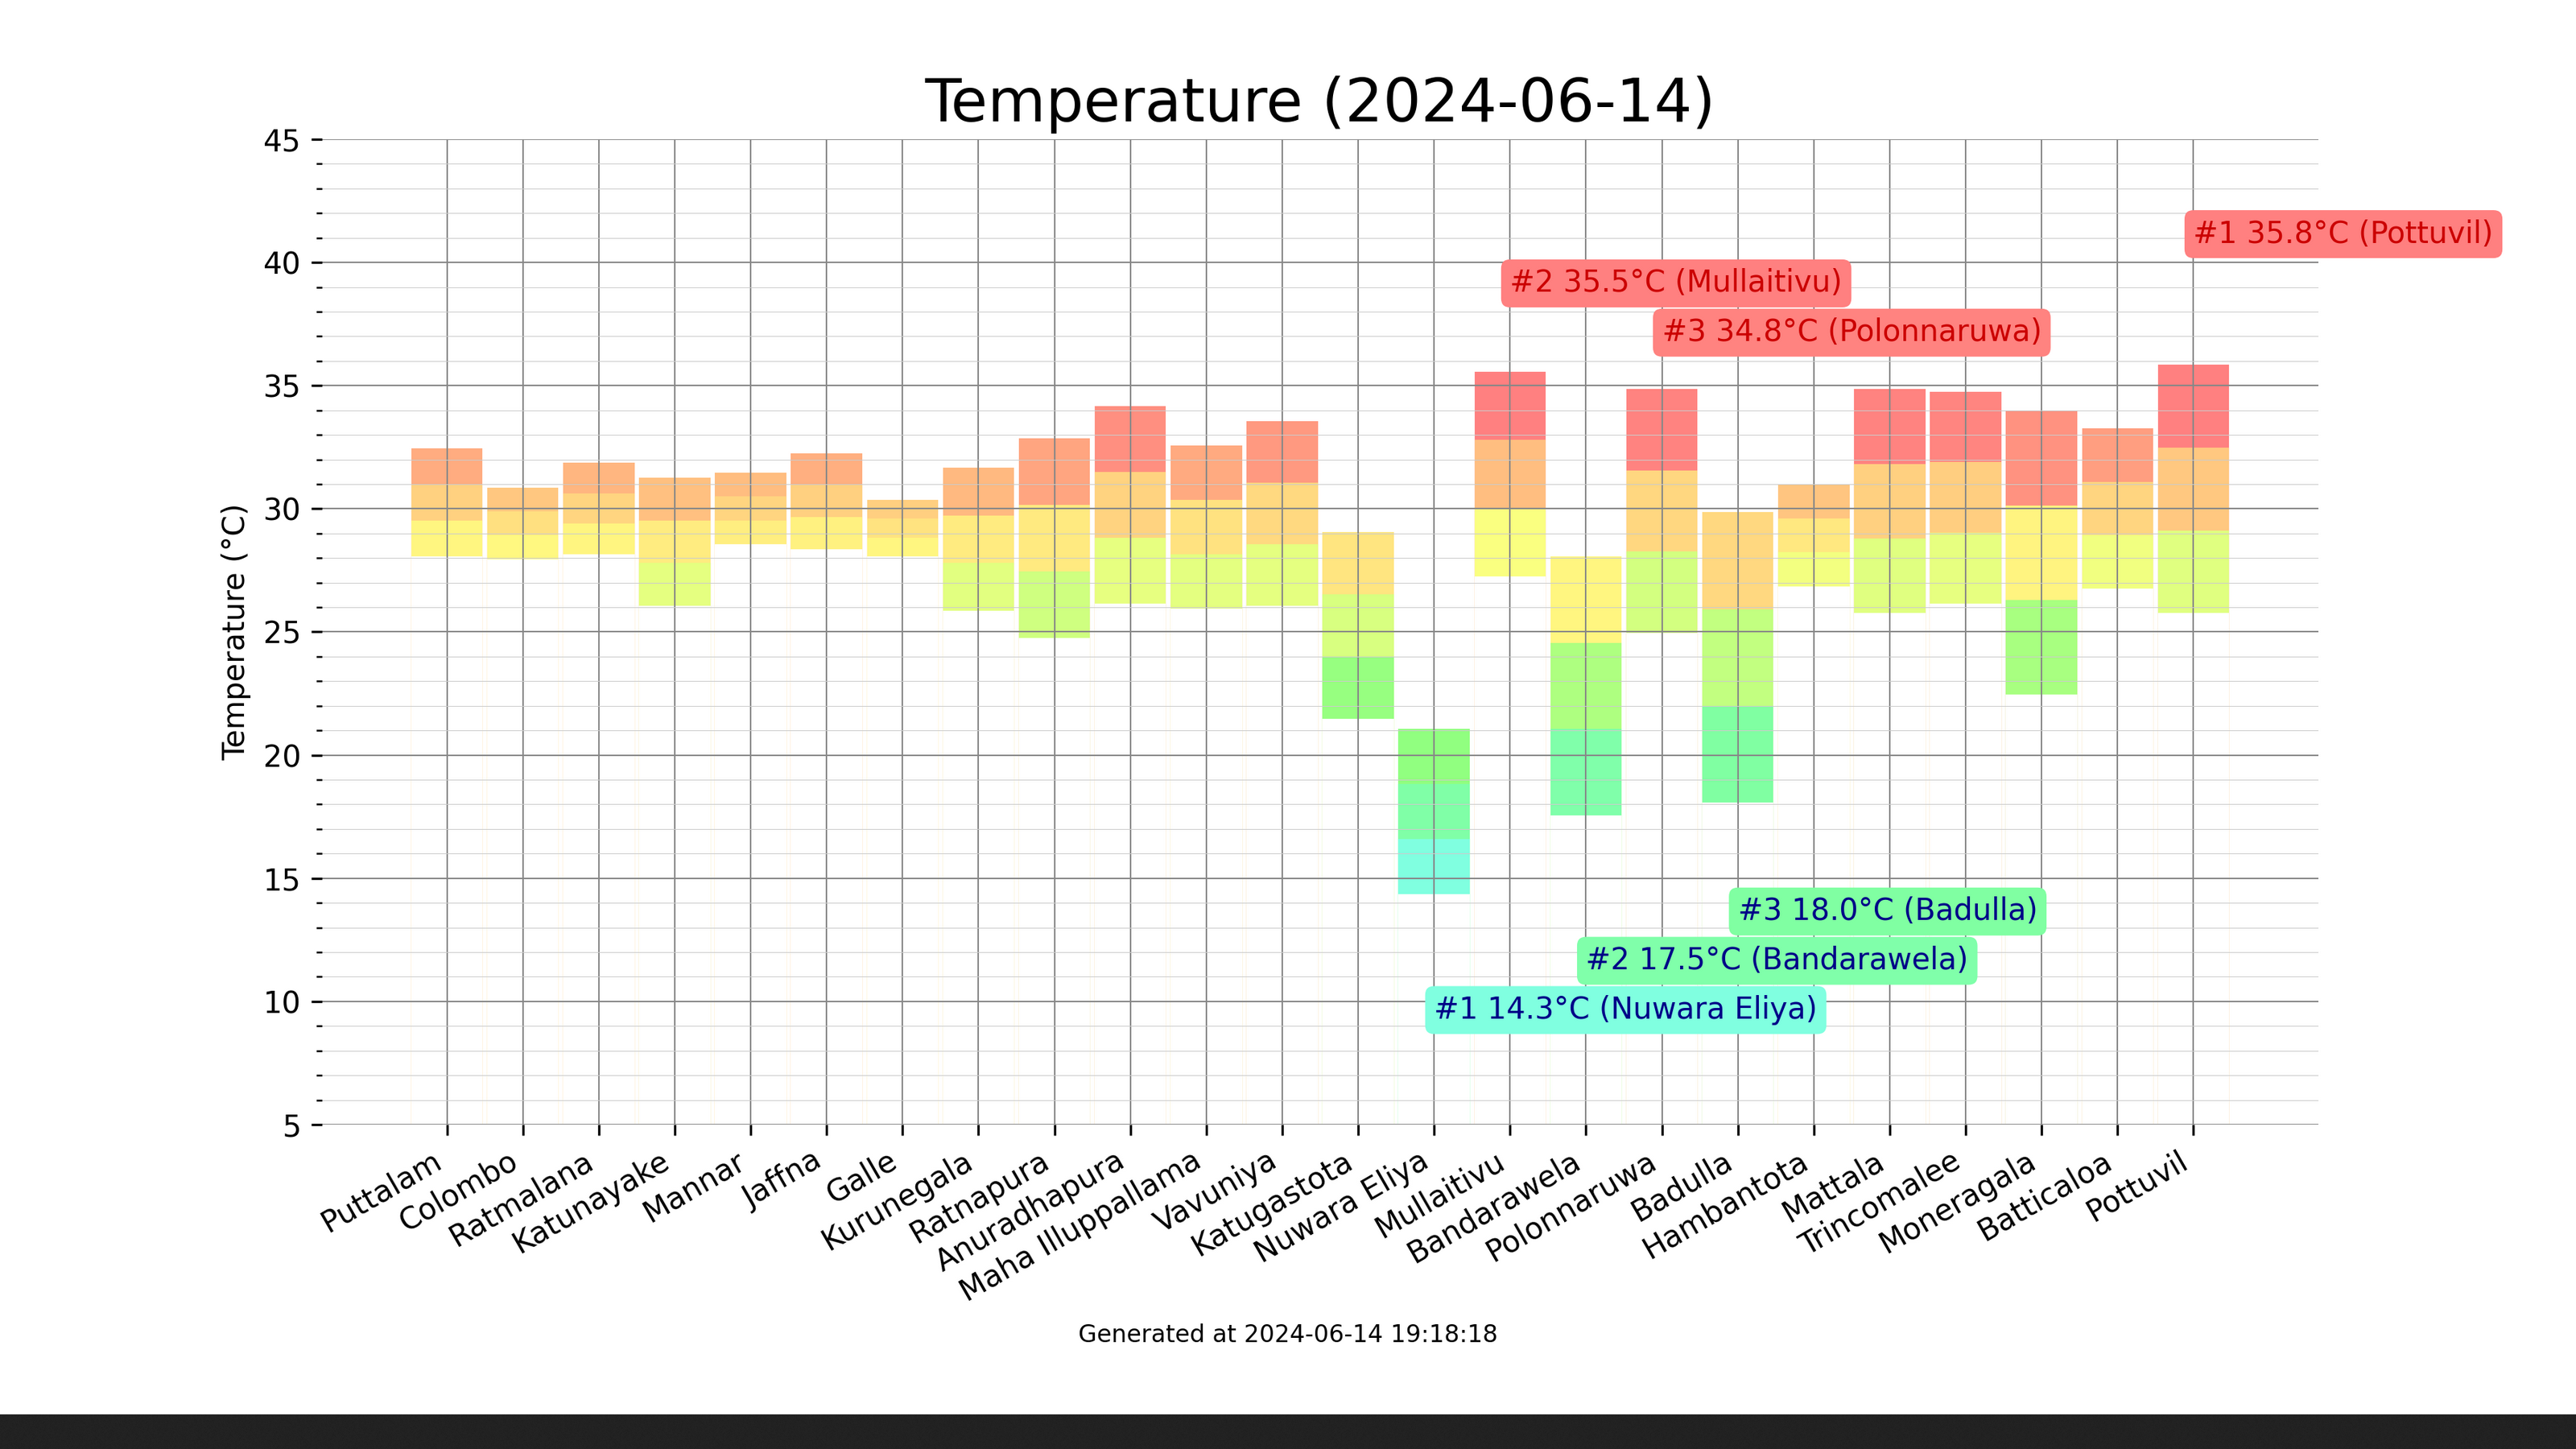 Temperature (2024-06-14)
Temperature (°C)
45
40
35
30
25
20
15
10
5
#1 35.8°C (Pottuvil)
#2 35.5°C (Mullaitivu)
#3 34.8°C (Polonnaruwa)
#3 18.0°C (Badulla)
#2 17.5°C (Bandarawela)
#1 14.3°C (Nuwara Eliya)
Puttalam
Colombo
Ratmalana
Katunayake
Mannar
Jaffna
Galle
Kurunegala
Ratnapura
Anuradhapura
Maha Illuppallama
Vavuniya
Katugastota
Nuwara Eliya
Mullaitivu
Bandarawela
Polonnaruwa
Badulla
Hambantota
Mattala
Trincomalee
Moneragala
Batticaloa
Pottuvil
Generated at 2024-06-14 19:18:18